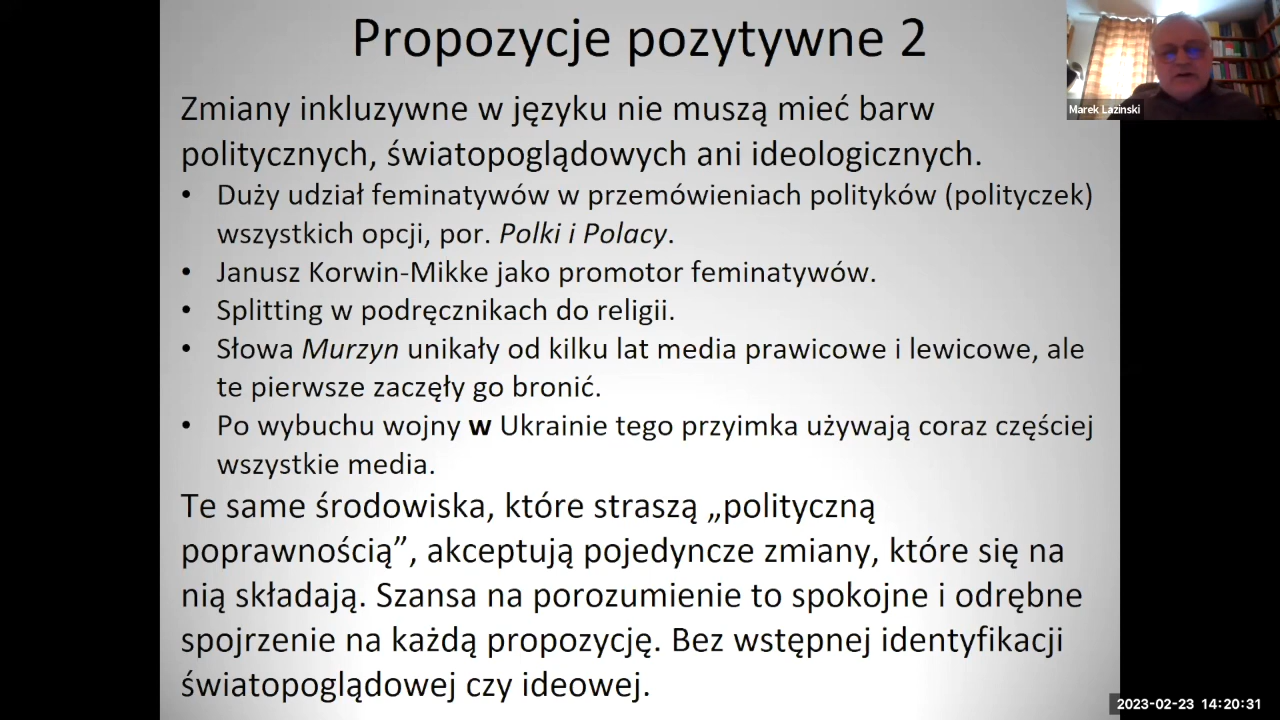 Propozycje pozytywne 2
Marek Lazinski
Zmiany inkluzywne w języku nie muszą mieć barw
politycznych, światopoglądowych ani ideologicznych.
• Duży udział feminatywów w przemówieniach polityków (polityczek)
wszystkich opcji, por. Polki i Polacy.
• Janusz Korwin-Mikke jako promotor feminatywów.
• Splitting w podręcznikach do religii.
• Słowa Murzyn unikały od kilku lat media prawicowe i lewicowe, ale
te pierwsze zaczęły go bronić.
• Po wybuchu wojny w Ukrainie tego przyimka używają coraz częściej
wszystkie media.
Te same środowiska, które straszą „polityczną
poprawnością”, akceptują pojedyncze zmiany, które się na
nią składają. Szansa na porozumienie to spokojne i odrębne
spojrzenie na każdą propozycję. Bez wstępnej identyfikacji
światopoglądowej czy ideowej.
2023-02-23 14:20:31